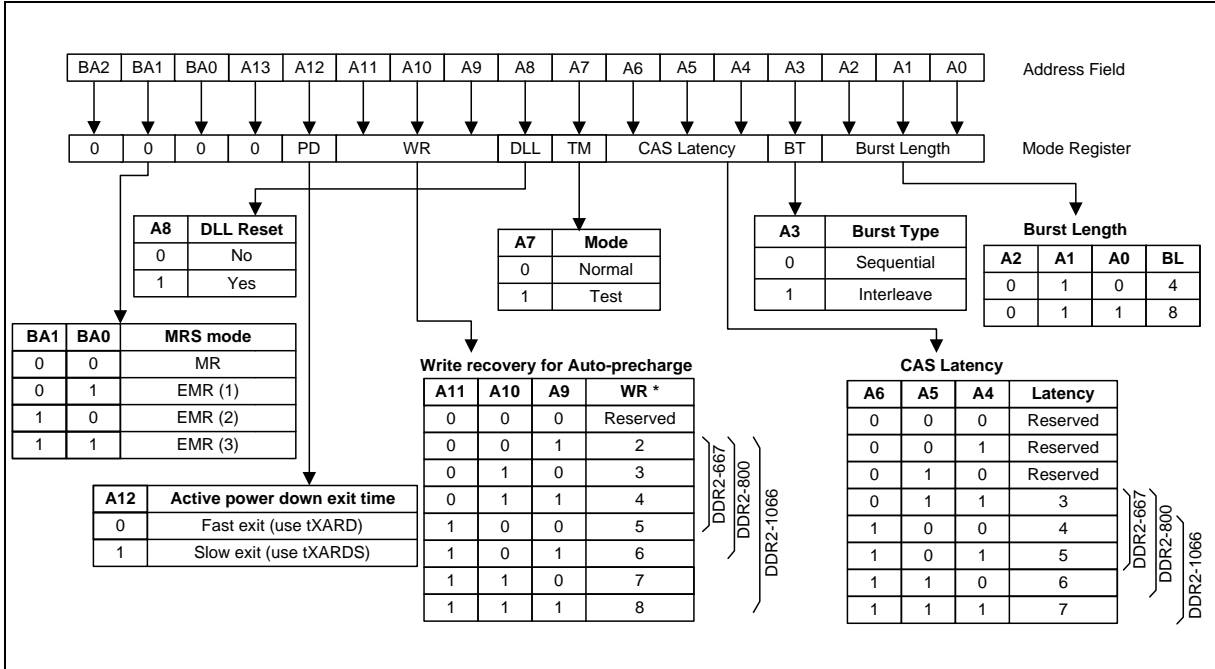 BA2 BA1 BA0 A13 A12 A11 A10 A9 A8 A7 A6 A5 A4 A3 A2 A1 A0 Address Field
0 0 0 0 PD WR DLL TM CAS Latency BT Burst Length Mode Register
A8 DLL Reset
0 No
1 Yes
A7 Mode
0 Normal
1 Test
A3 Burst Type
0 Sequential
1 Interleave
Burst Length
A2 A1 A0 BL
0 1 0 4
0 1 1 8
BA1 BA0 MRS mode
0 0 MR
0 1 EMR (1)
1 0 EMR (2)
1 1 EMR (3)
A12 Active power down exit time
0 Fast exit (use tXARD)
1 Slow exit (use tXARDS)
Write recovery for Auto-precharge
A11 A10 A9 WR *
0 0 0 Reserved
0 0 1 2
0 1 0 3
0 1 1 4
1 0 0 5
1 0 1 6
1 1 0 7
1 1 1 8
DDR2-667
DDR2-800
DDR2-1066
CAS Latency
A6 A5 A4 Latency
0 0 0 Reserved
0 0 1 Reserved
0 1 0 Reserved
0 1 1 3
1 0 0 4
1 0 1 5
1 1 0 6
1 1 1 7
DDR2-667
DDR2-800
DDR2-1066